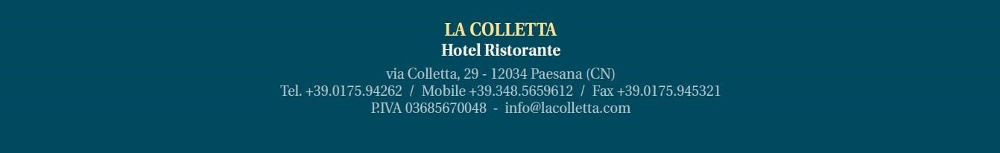 LA COLLETTA
Hotel Ristorante
via Colletta, 29 - 12034 Paesana (CN)
Tel. +39.0175.94262 / Mobile +39.348.5659612 / Fax +39.0175.945321
P.IVA 03685670048 - info@lacolletta.com